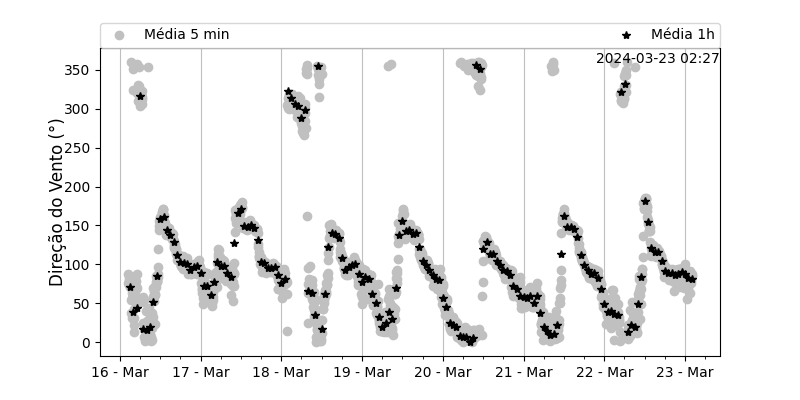 Média 5 min
Média 1h
2024-03-23 02:27
Direção do Vento (°)
350
300
250
200
150
100
50
0
16 - Mar
17 - Mar
18 - Mar
19 - Mar
20 - Mar
21 - Mar
22 - Mar
23 - Mar